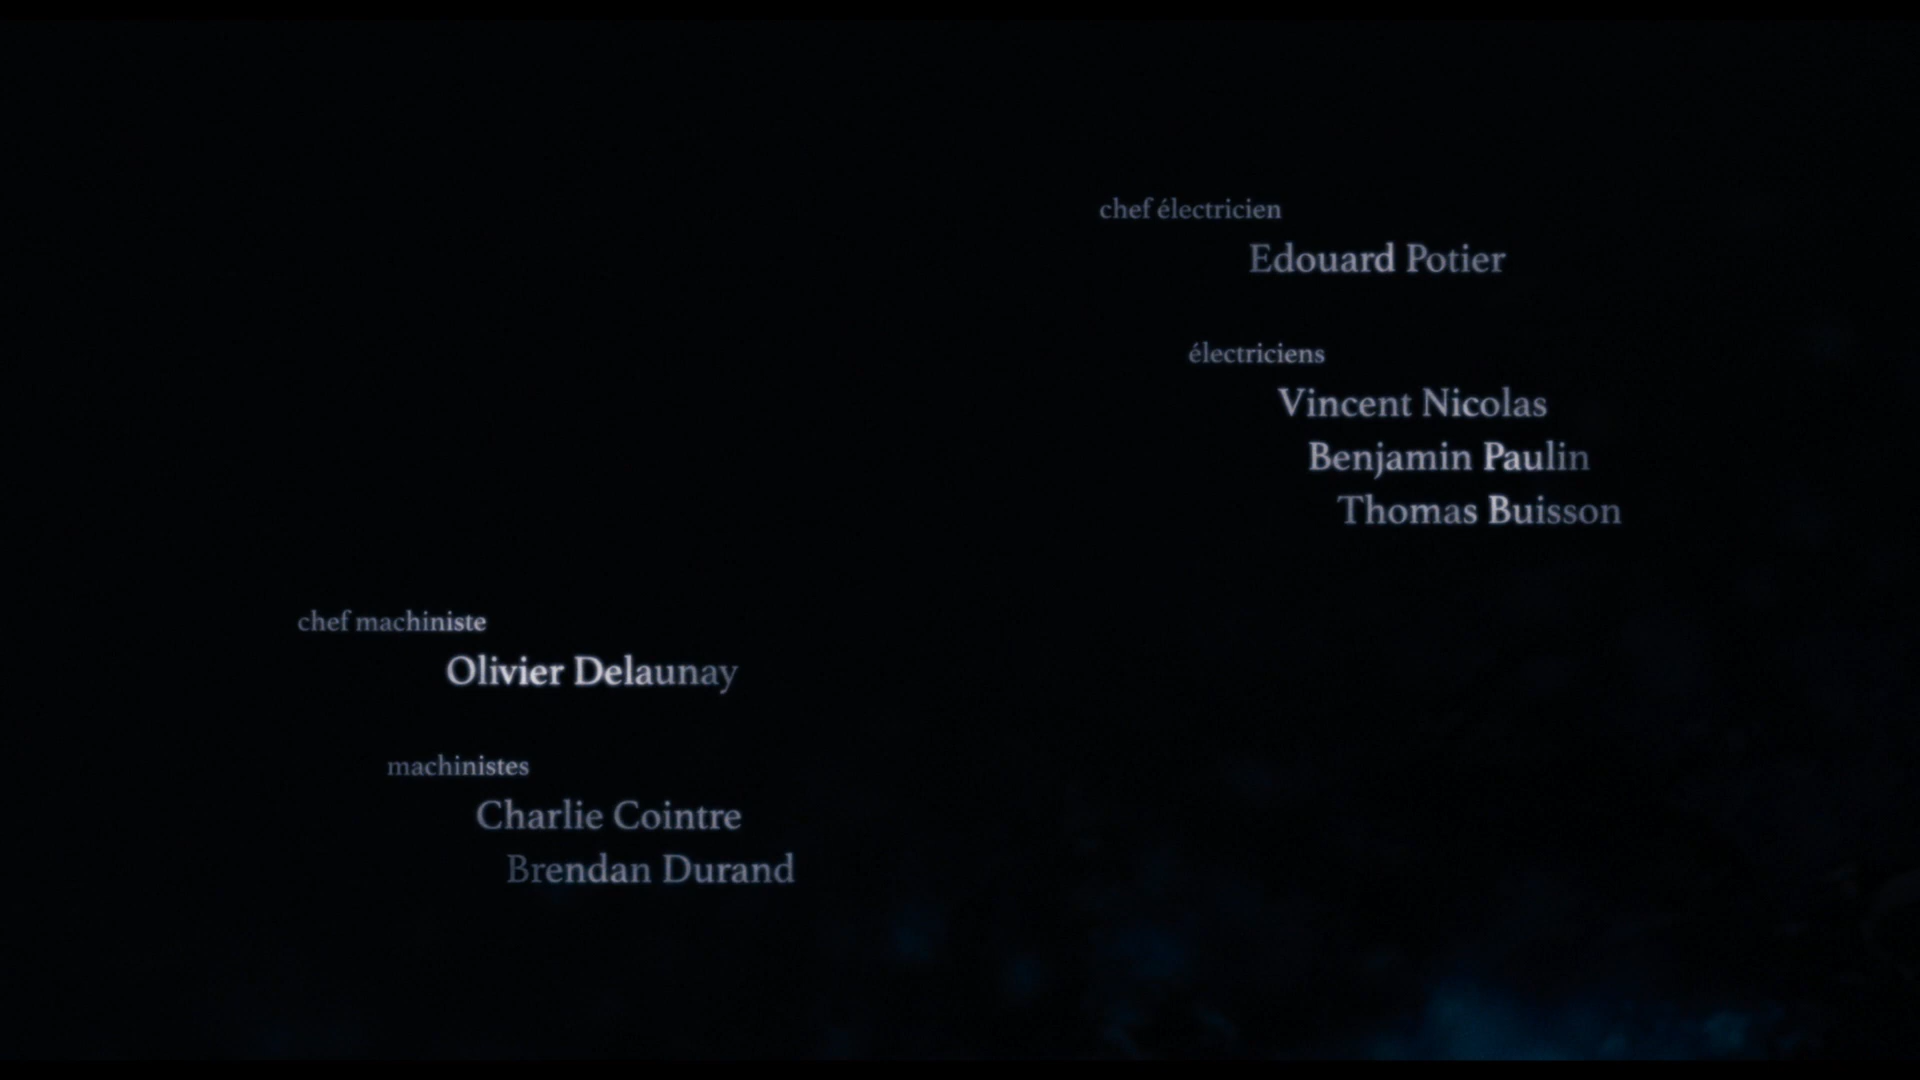 chef électricien
Edouard Potier
électriciens
Vincent Nicolas
Benjamin Paulin
Thomas Buisson
chef machiniste
Olivier Delaunay
machinistes
Charlie Cointre
Brendan Durand